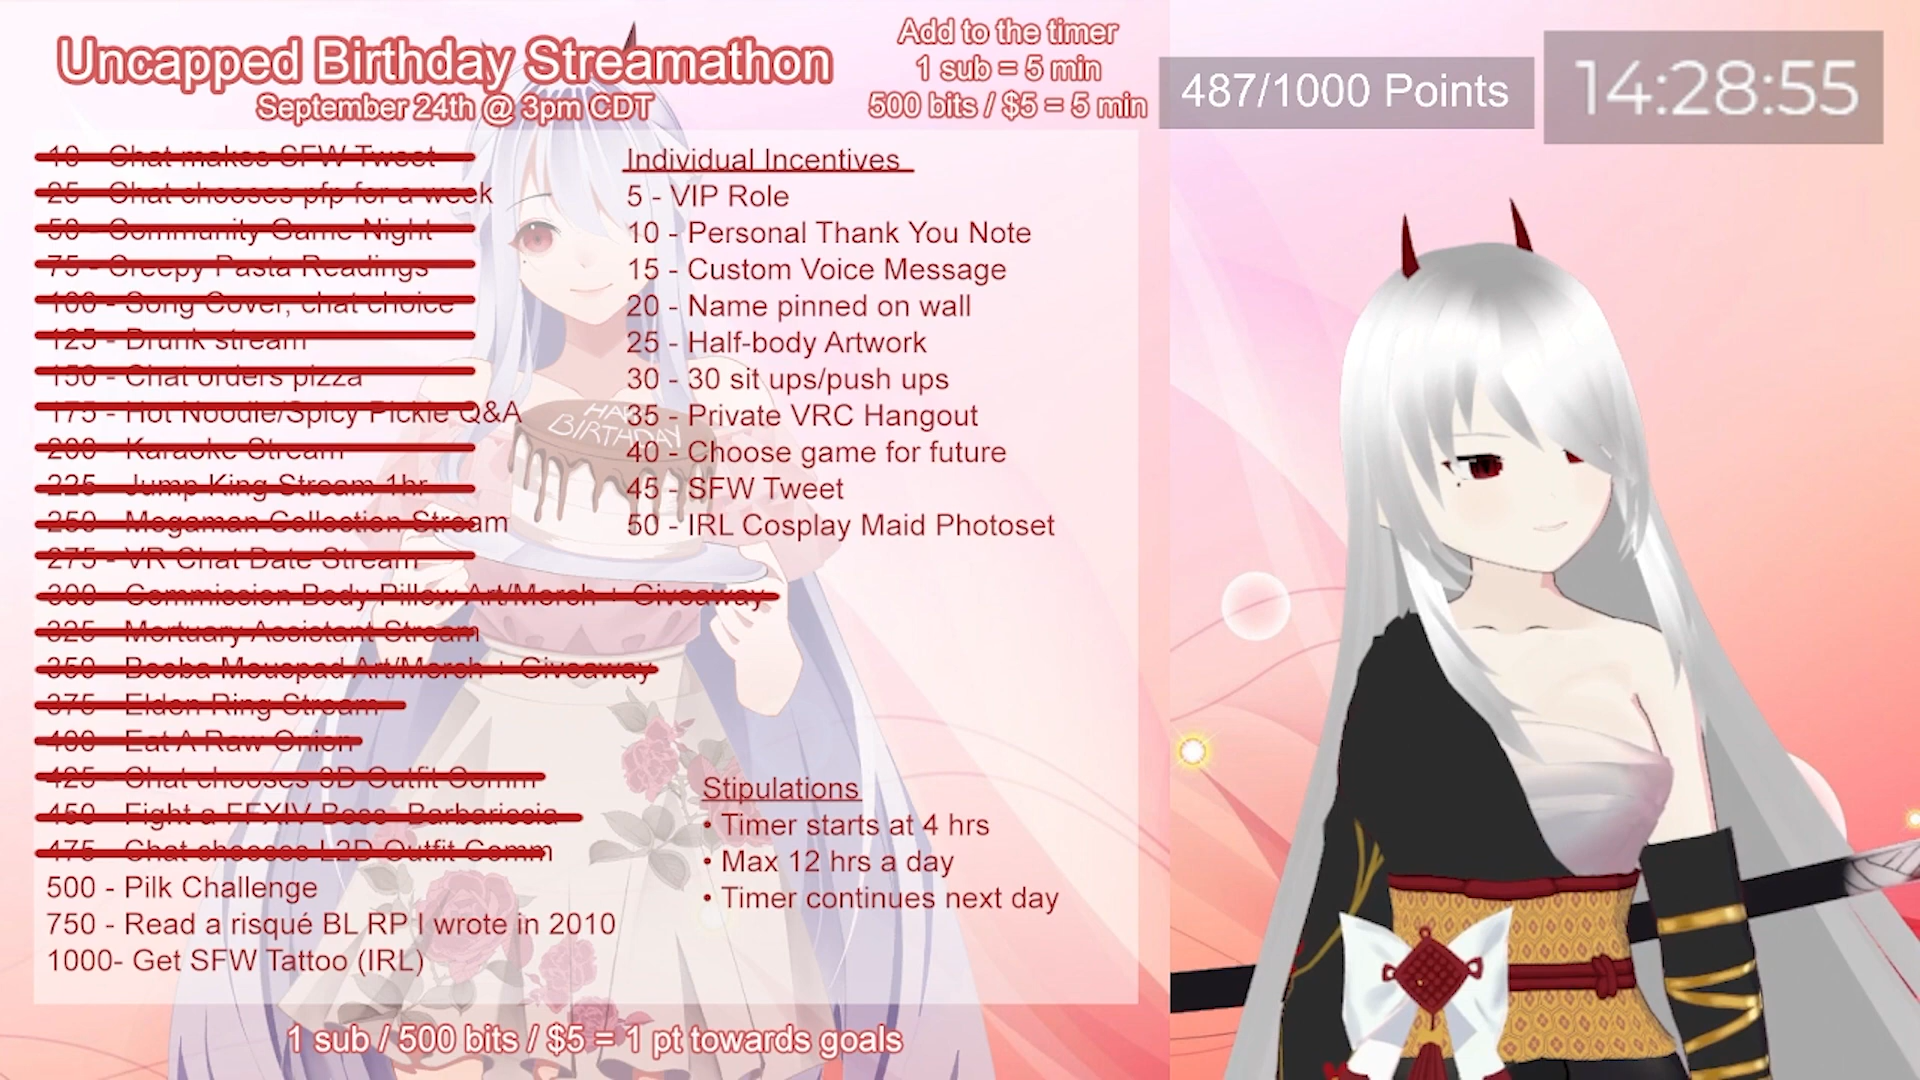 Uncapped Birthday Streamathon
September 24th @ 3pm CDT
Add to the timer
1 sub = 5 min
500 bits / $5 = 5 min
487/1000 Points
14:28:55
10 - Chat makes SFW Tweet
25 - Chat chooses pfp for a week
50 - Community Game Night
75 - Creepy Pasta Readings
100 - Song Cover, chat choice
125 - Drunk stream
150 - Chat orders pizza
175 - Hot Noodle/Spicy Pickle Q&A
200 - Karaoke Stream
225 - Jump King Stream 1hr
250 - Megaman Collection Stream
275 - VR Chat Date Stream
300 - Commission Body Pillow Art/Merch + Giveaway
325 - Mortuary Assistant Stream
350 - Booba Mouspad Art/Merch + Giveaway
375 - Elden Ring Stream
400 - Eat A Raw Onion
425 - Chat chooses 3D Outfit Comm
450 - Fight a FFXIV Boss- Barbariccia
475 - Chat chooses L2D Outfit Comm
500 - Pilk Challenge
750 - Read a risqué BL RP I wrote in 2010
1000- Get SFW Tattoo (IRL)
Individual Incentives
5 - VIP Role
10 - Personal Thank You Note
15 - Custom Voice Message
20 - Name pinned on wall
25 - Half-body Artwork
30 - 30 sit ups/push ups
35 - Private VRC Hangout
40 - Choose game for future
45 - SFW Tweet
50 - IRL Cosplay Maid Photoset
HAPPY
BIRTHDAY
Stipulations
• Timer starts at 4 hrs
• Max 12 hrs a day
• Timer continues next day
1 sub / 500 bits / $5 = 1 pt towards goals